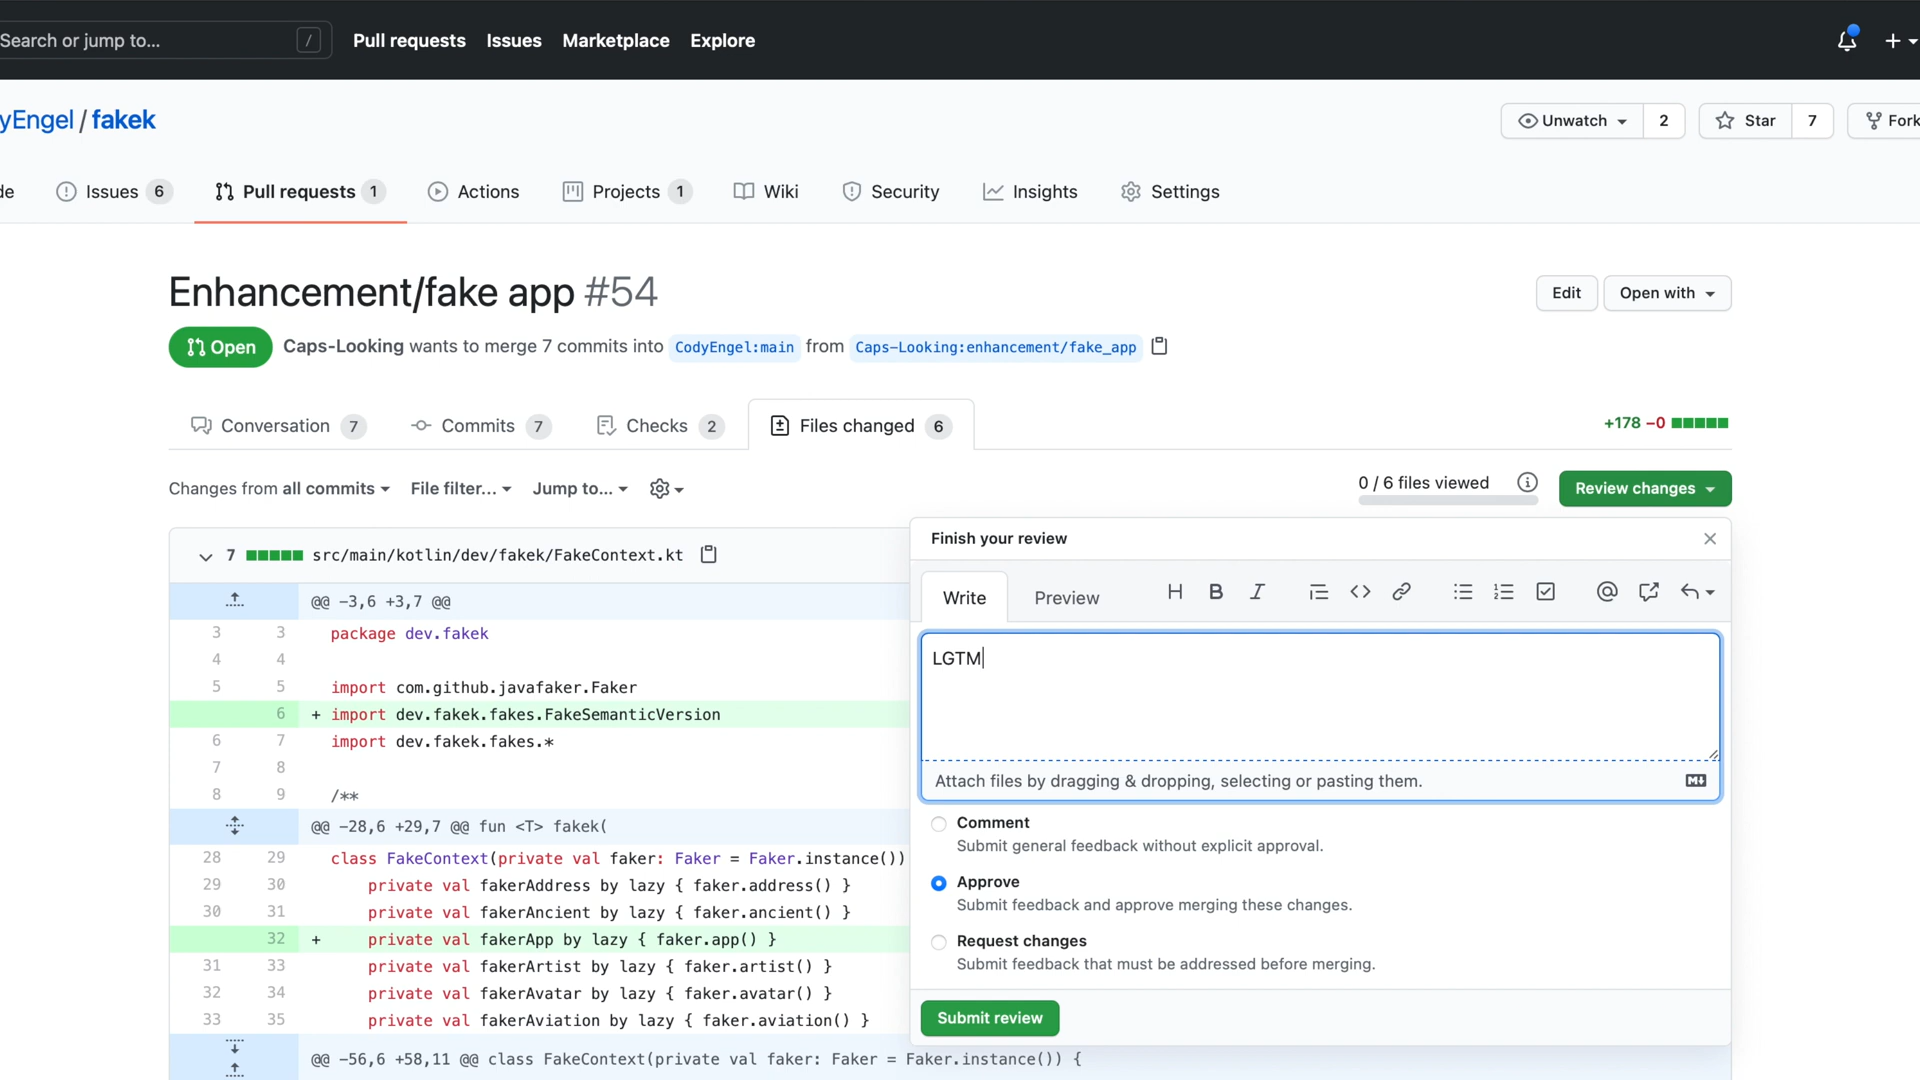 Search or jump to... /
Pull requests Issues Marketplace Explore
yEngel / fakek
Unwatch 2 Star 7 Fork
de Issues 6 Pull requests 1 Actions Projects 1 Wiki Security Insights Settings
Enhancement/fake app #54
Edit Open with
Open Caps-Looking wants to merge 7 commits into CodyEngel:main from Caps-Looking:enhancement/fake_app
Conversation 7 Commits 7 Checks 2 Files changed 6
+178 −0
Changes from all commits File filter... Jump to...
0 / 6 files viewed Review changes
7 src/main/kotlin/dev/fakek/FakeContext.kt
@@ -3,6 +3,7 @@
3 3 package dev.fakek
4 4
5 5 import com.github.javafaker.Faker
6 + import dev.fakek.fakes.FakeSemanticVersion
6 7 import dev.fakek.fakes.*
7 8
8 9 /**
@@ -28,6 +29,7 @@ fun <T> fakek(
28 29 class FakeContext(private val faker: Faker = Faker.instance())
29 30 private val fakerAddress by lazy { faker.address() }
30 31 private val fakerAncient by lazy { faker.ancient() }
32 + private val fakerApp by lazy { faker.app() }
31 33 private val fakerArtist by lazy { faker.artist() }
32 34 private val fakerAvatar by lazy { faker.avatar() }
33 35 private val fakerAviation by lazy { faker.aviation() }
@@ -56,6 +58,11 @@ class FakeContext(private val faker: Faker = Faker.instance()) {
Finish your review
Write Preview H B I
LGTM
Attach files by dragging & dropping, selecting or pasting them.
Comment
Submit general feedback without explicit approval.
Approve
Submit feedback and approve merging these changes.
Request changes
Submit feedback that must be addressed before merging.
Submit review